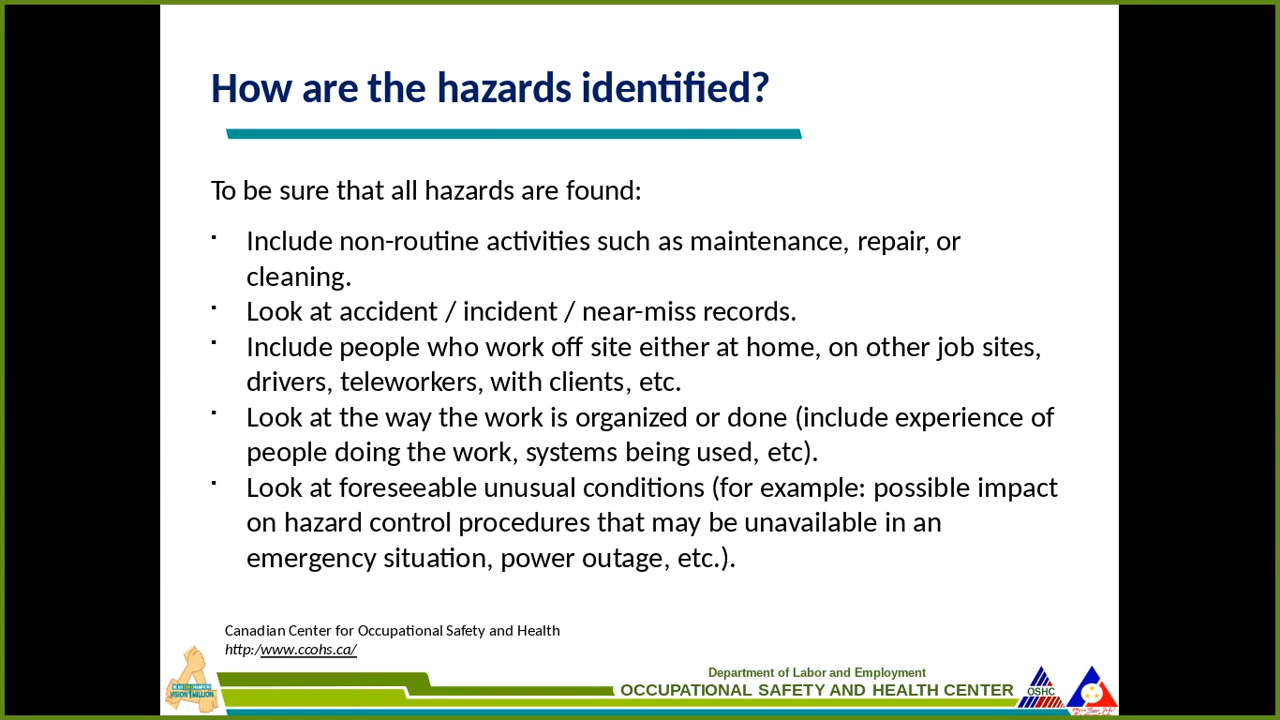 How are the hazards identified?
To be sure that all hazards are found:
▪ Include non-routine activities such as maintenance, repair, or
cleaning.
▪ Look at accident / incident / near-miss records.
▪ Include people who work off site either at home, on other job sites,
drivers, teleworkers, with clients, etc.
▪ Look at the way the work is organized or done (include experience of
people doing the work, systems being used, etc).
▪ Look at foreseeable unusual conditions (for example: possible impact
on hazard control procedures that may be unavailable in an
emergency situation, power outage, etc.).
Canadian Center for Occupational Safety and Health
http:/www.ccohs.ca/
VISION 1 MILLION
Department of Labor and Employment
OCCUPATIONAL SAFETY AND HEALTH CENTER
OSHC